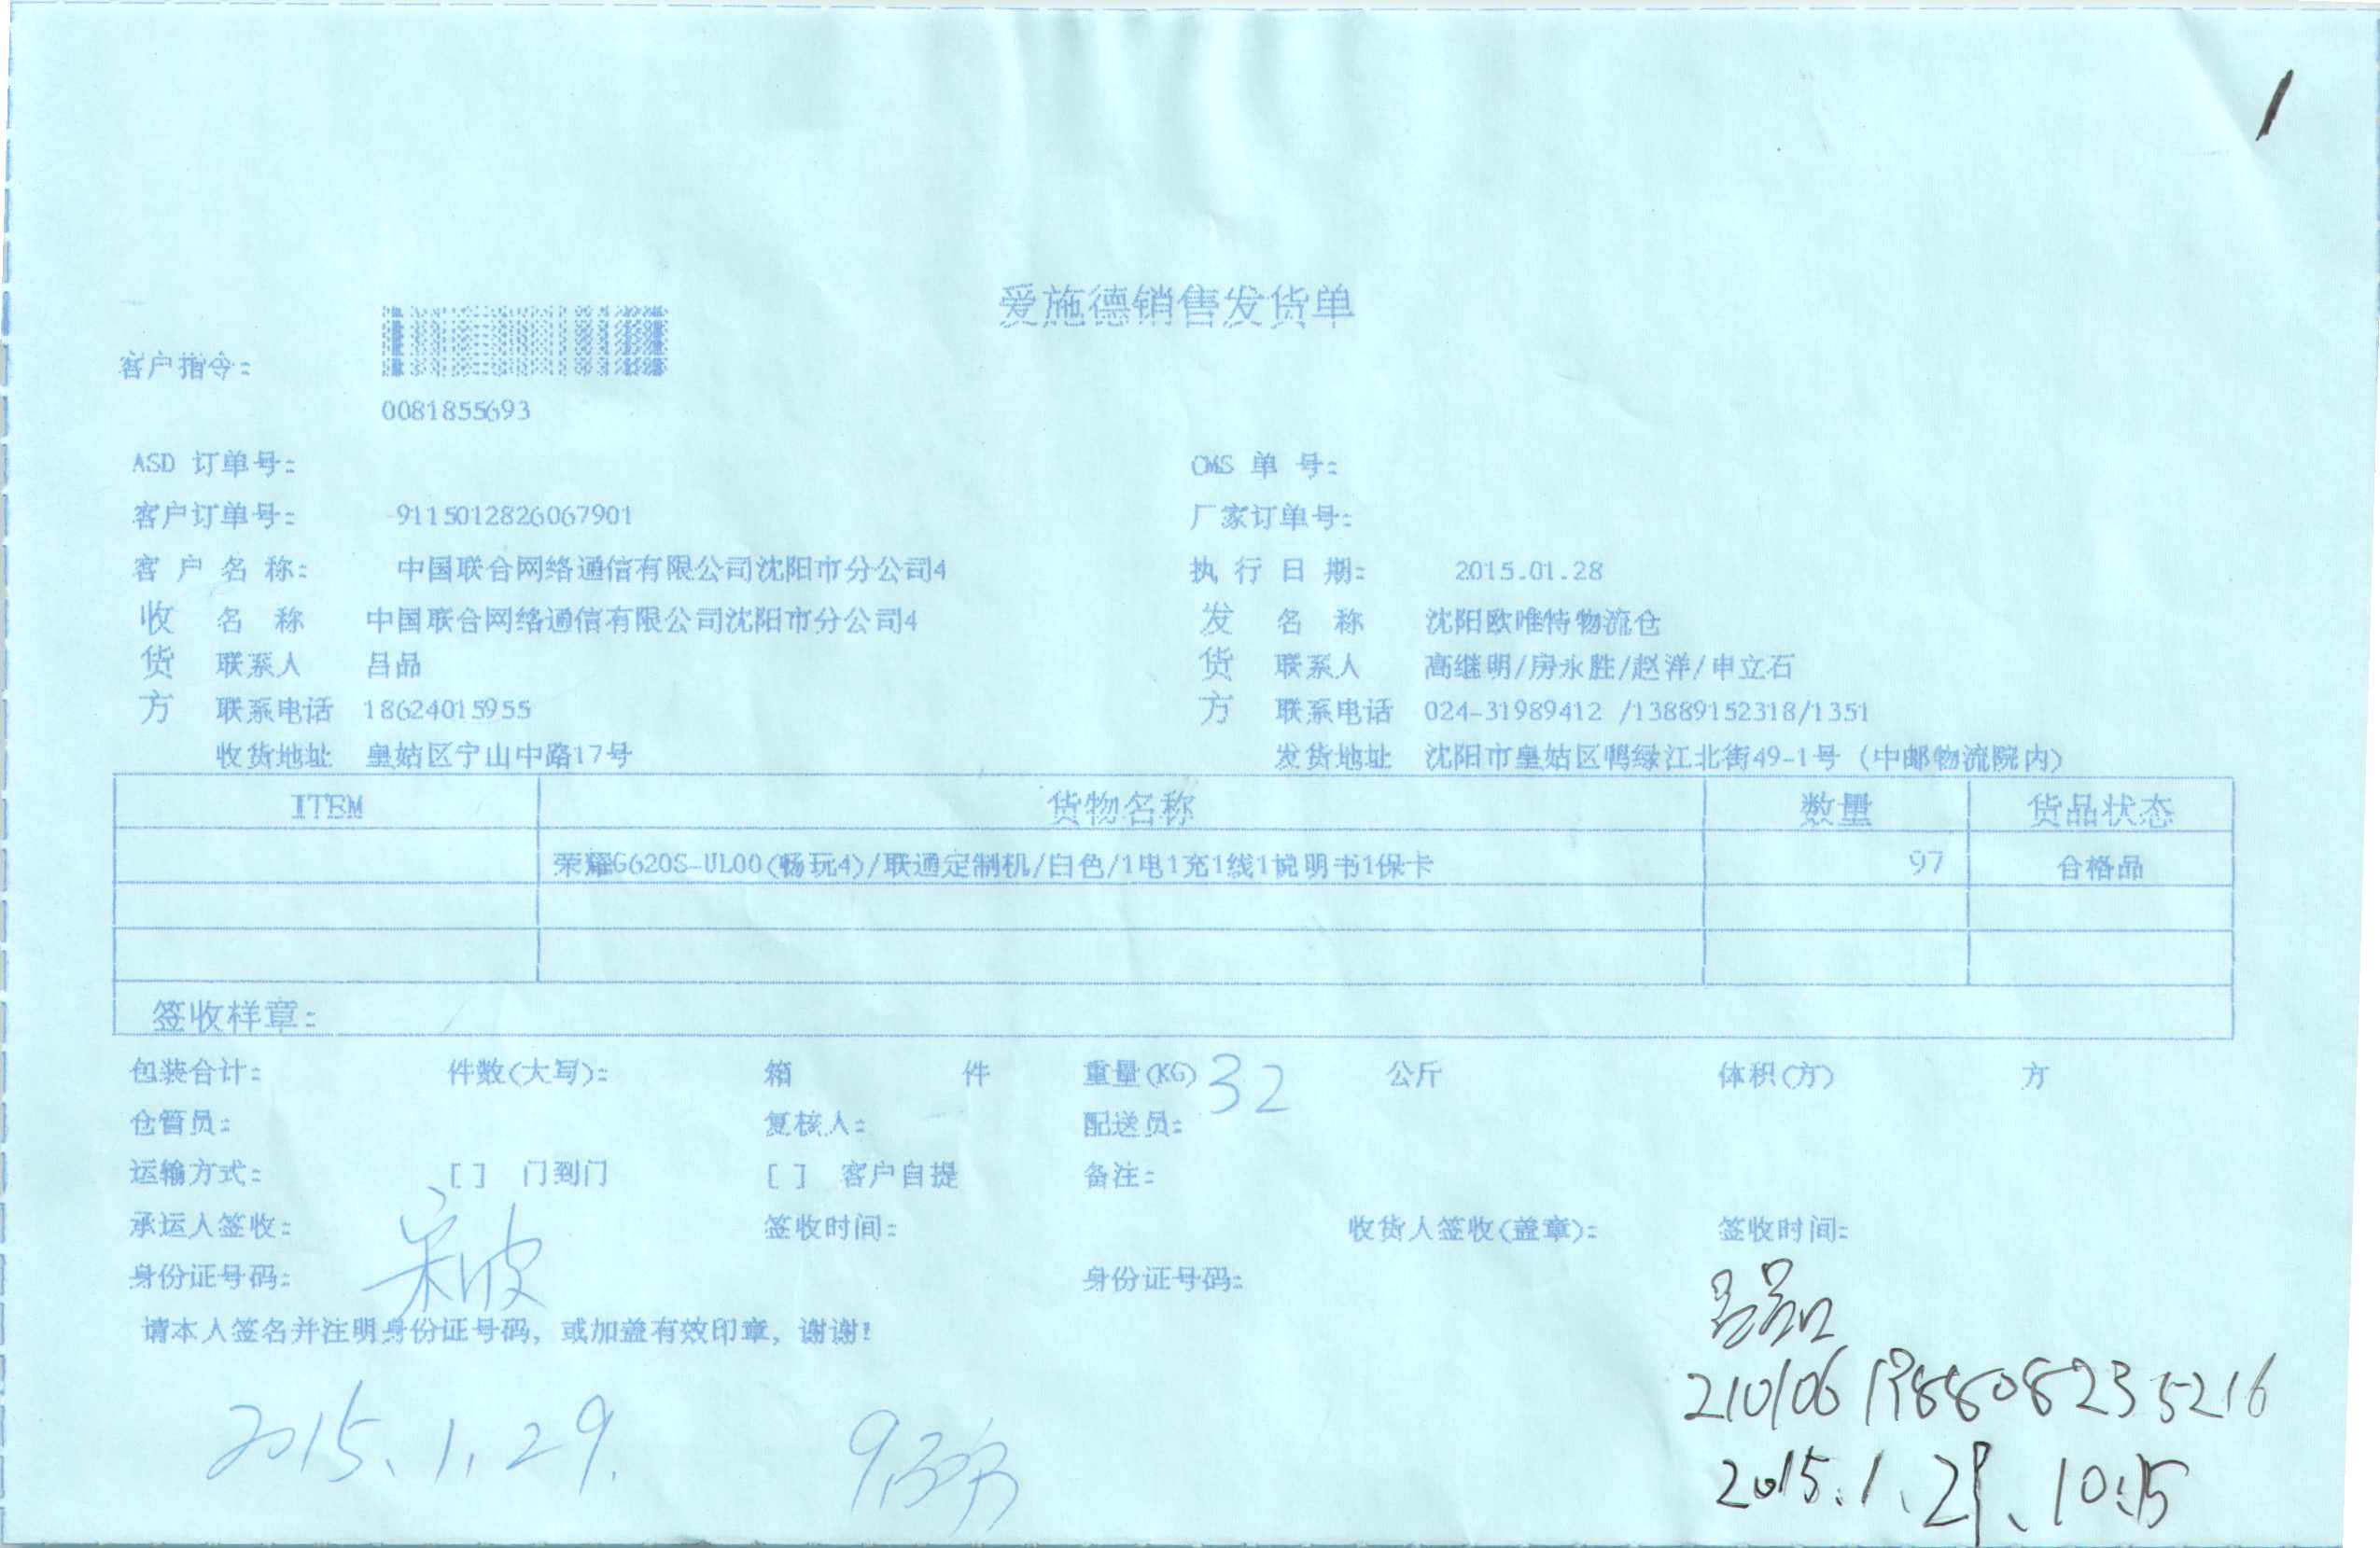 1
爱施德销售发货单
客户指令：
0081855693
ASD 订单号： OMS 单 号：
客户订单号： 9115012826067901 厂家订单号：
客 户 名 称： 中国联合网络通信有限公司沈阳市分公司4 执 行 日 期： 2015.01.28
收 名 称 中国联合网络通信有限公司沈阳市分公司4 发 名 称 沈阳欧唯特物流仓
货 联系人 吕品 货 联系人 高继明/房永胜/赵洋/申立石
方 联系电话 18624015955 方 联系电话 024-31989412 /13889152318/1351
收货地址 皇姑区宁山中路17号 发货地址 沈阳市皇姑区鸭绿江北街49-1号（中邮物流院内）
ITEM 货物名称 数量 货品状态
荣耀G620S-UL00(畅玩4)/联通定制机/白色/1电1充1线1说明书1保卡 97 合格品
签收样章：
包装合计： 件数(大写)： 箱 件 重量(KG) 32 公斤 体积(方) 方
仓管员： 复核人： 配送员：
运输方式： [ ] 门到门 [ ] 客户自提 备注：
承运人签收： 宋波 签收时间： 收货人签收(盖章)： 签收时间：
身份证号码： 身份证号码：
吕品
请本人签名并注明身份证号码，或加盖有效印章，谢谢！
210106198808235216
2015.1.29. 9.
2015.1.29、10:15